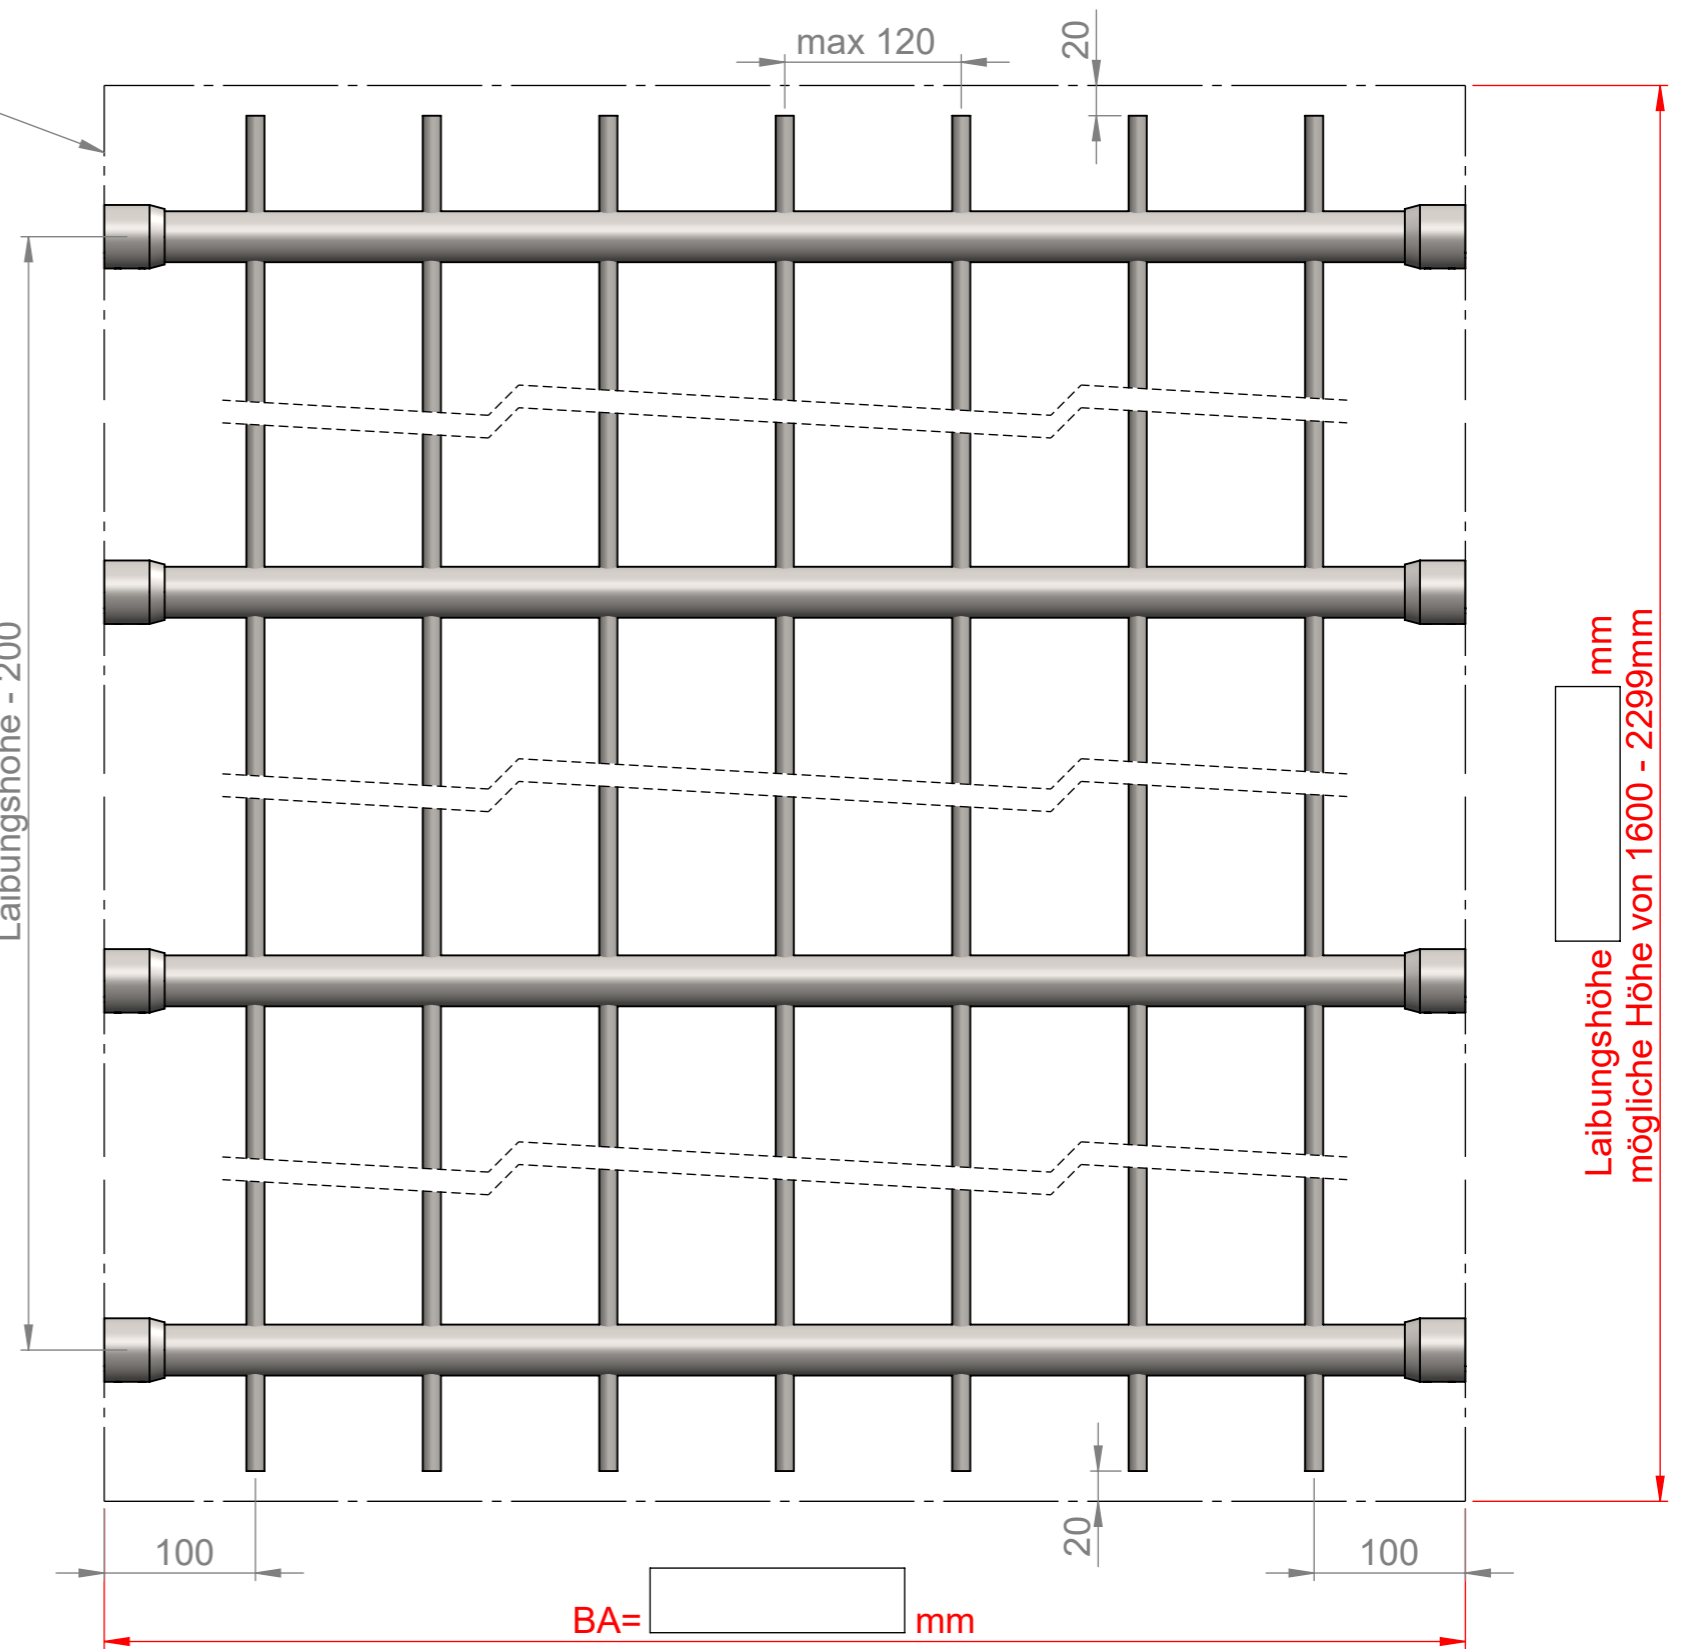 max 120
20
Laibungshöhe - 200
Laibungshöhe mm
mögliche Höhe von 1600 - 2299mm
100
20
100
BA= mm